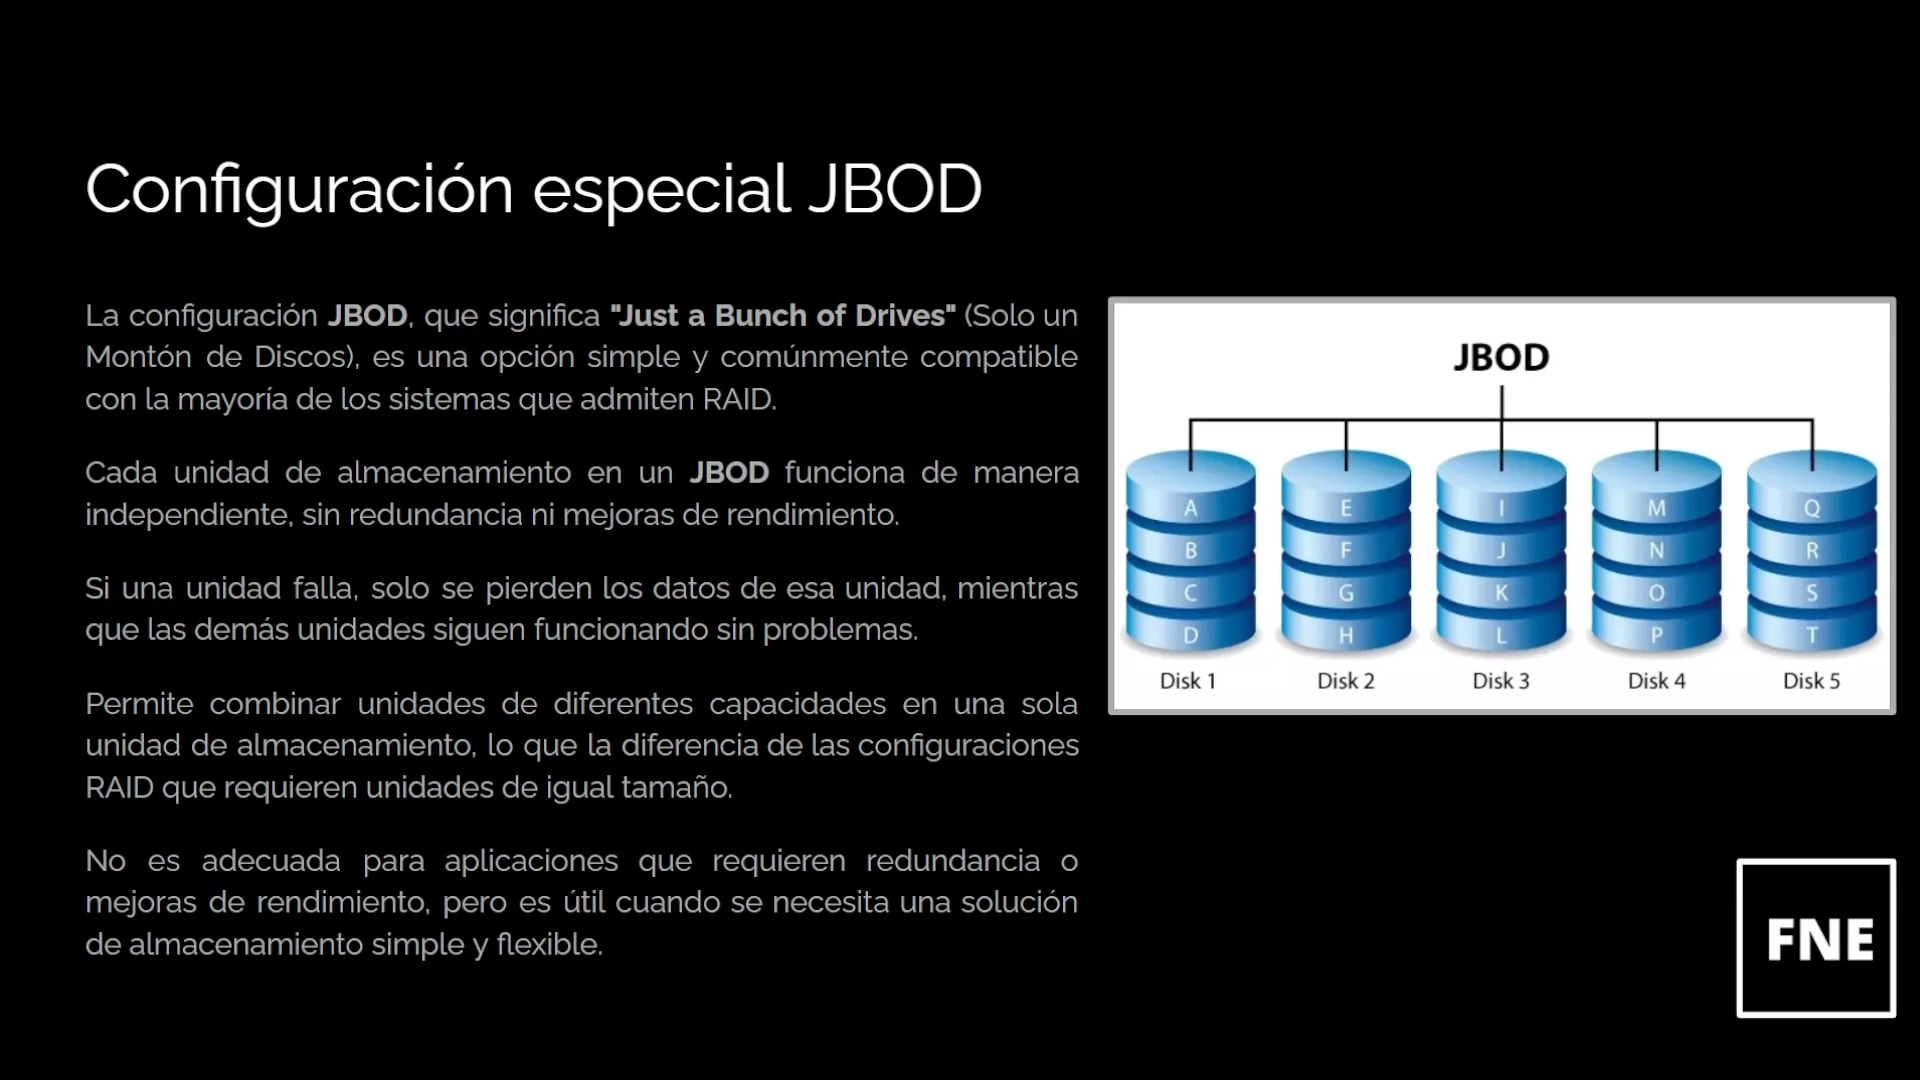 Configuración especial JBOD
La configuración JBOD, que significa "Just a Bunch of Drives" (Solo un
Montón de Discos), es una opción simple y comúnmente compatible
con la mayoría de los sistemas que admiten RAID.
Cada unidad de almacenamiento en un JBOD funciona de manera
independiente, sin redundancia ni mejoras de rendimiento.
Si una unidad falla, solo se pierden los datos de esa unidad, mientras
que las demás unidades siguen funcionando sin problemas.
Permite combinar unidades de diferentes capacidades en una sola
unidad de almacenamiento, lo que la diferencia de las configuraciones
RAID que requieren unidades de igual tamaño.
No es adecuada para aplicaciones que requieren redundancia o
mejoras de rendimiento, pero es útil cuando se necesita una solución
de almacenamiento simple y flexible.
JBOD
A E I M Q
B F J N R
C G K O S
D H L P T
Disk 1 Disk 2 Disk 3 Disk 4 Disk 5
FNE